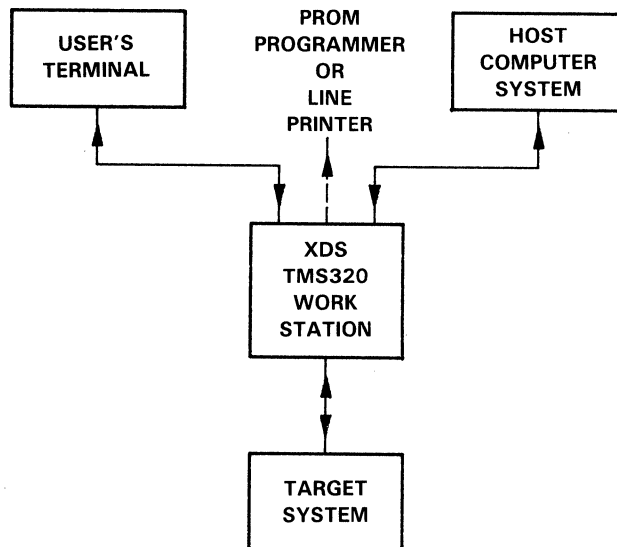 USER'S
TERMINAL
PROM
PROGRAMMER
OR
LINE
PRINTER
HOST
COMPUTER
SYSTEM
XDS
TMS320
WORK
STATION
TARGET
SYSTEM